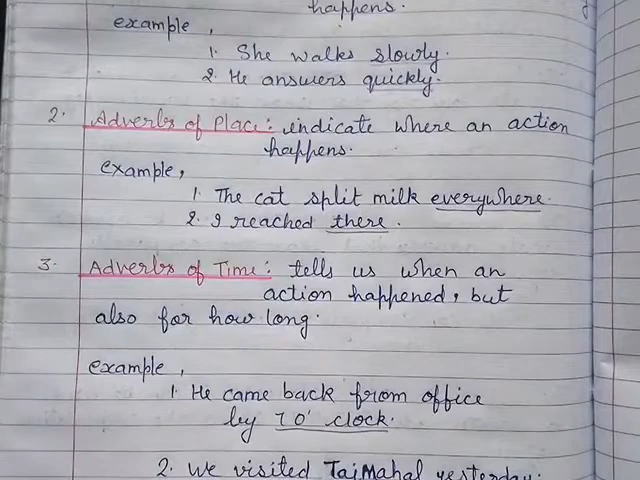 happens.
example,
1. She walks slowly.
2. He answers quickly.
2. Adverbs of Place: indicate where an action
happens.
example,
1. The cat split milk everywhere.
2. I reached there.
3. Adverbs of Time: tells us when an
action happened, but
also for how long.
example,
1. He came back from office
by 7 O' clock.
2. We visited TajMahal yesterday.